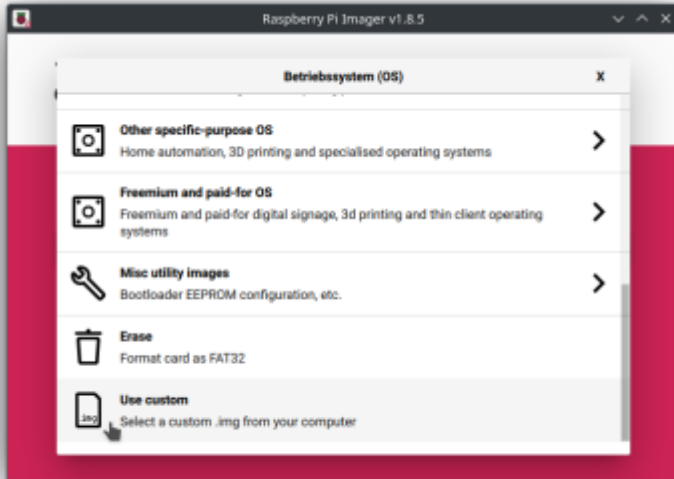 Raspberry Pi Imager v1.8.5
Betriebssystem (OS)
X
Other specific-purpose OS
Home automation, 3D printing and specialised operating systems
Freemium and paid-for OS
Freemium and paid-for digital signage, 3d printing and thin client operating
systems
Misc utility images
Bootloader EEPROM configuration, etc.
Erase
Format card as FAT32
Use custom
.img
Select a custom .img from your computer